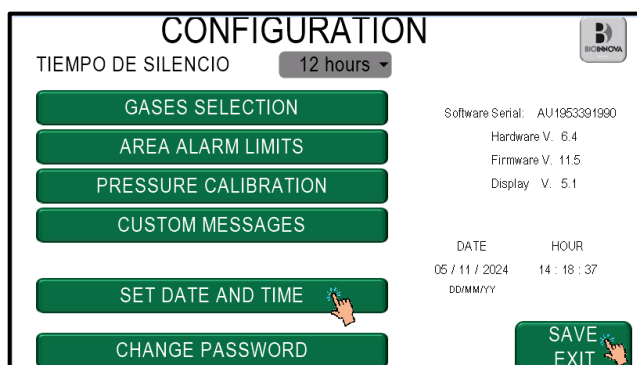 CONFIGURATION
BIOINNOVA
TIEMPO DE SILENCIO 12 hours
GASES SELECTION
AREA ALARM LIMITS
PRESSURE CALIBRATION
CUSTOM MESSAGES
SET DATE AND TIME
CHANGE PASSWORD
Software Serial: AU1953391990
Hardware V. 6.4
Firmware V. 11.5
Display V. 5.1
DATE HOUR
05 / 11 / 2024 14 : 18 : 37
DD/MM/YY
SAVE
EXIT